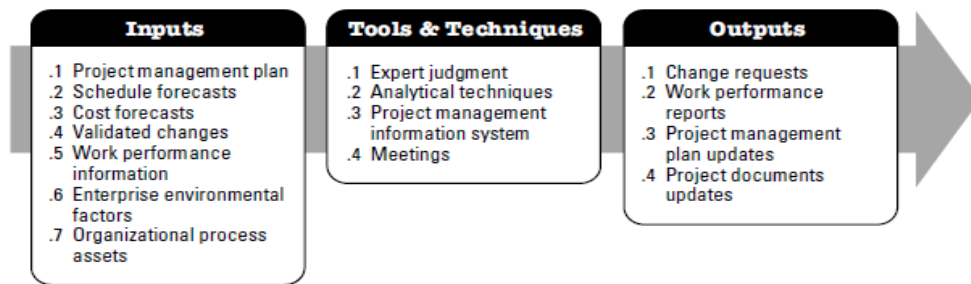 Inputs
.1 Project management plan
.2 Schedule forecasts
.3 Cost forecasts
.4 Validated changes
.5 Work performance
information
.6 Enterprise environmental
factors
.7 Organizational process
assets
Tools & Techniques
.1 Expert judgment
.2 Analytical techniques
.3 Project management
information system
.4 Meetings
Outputs
.1 Change requests
.2 Work performance
reports
.3 Project management
plan updates
.4 Project documents
updates